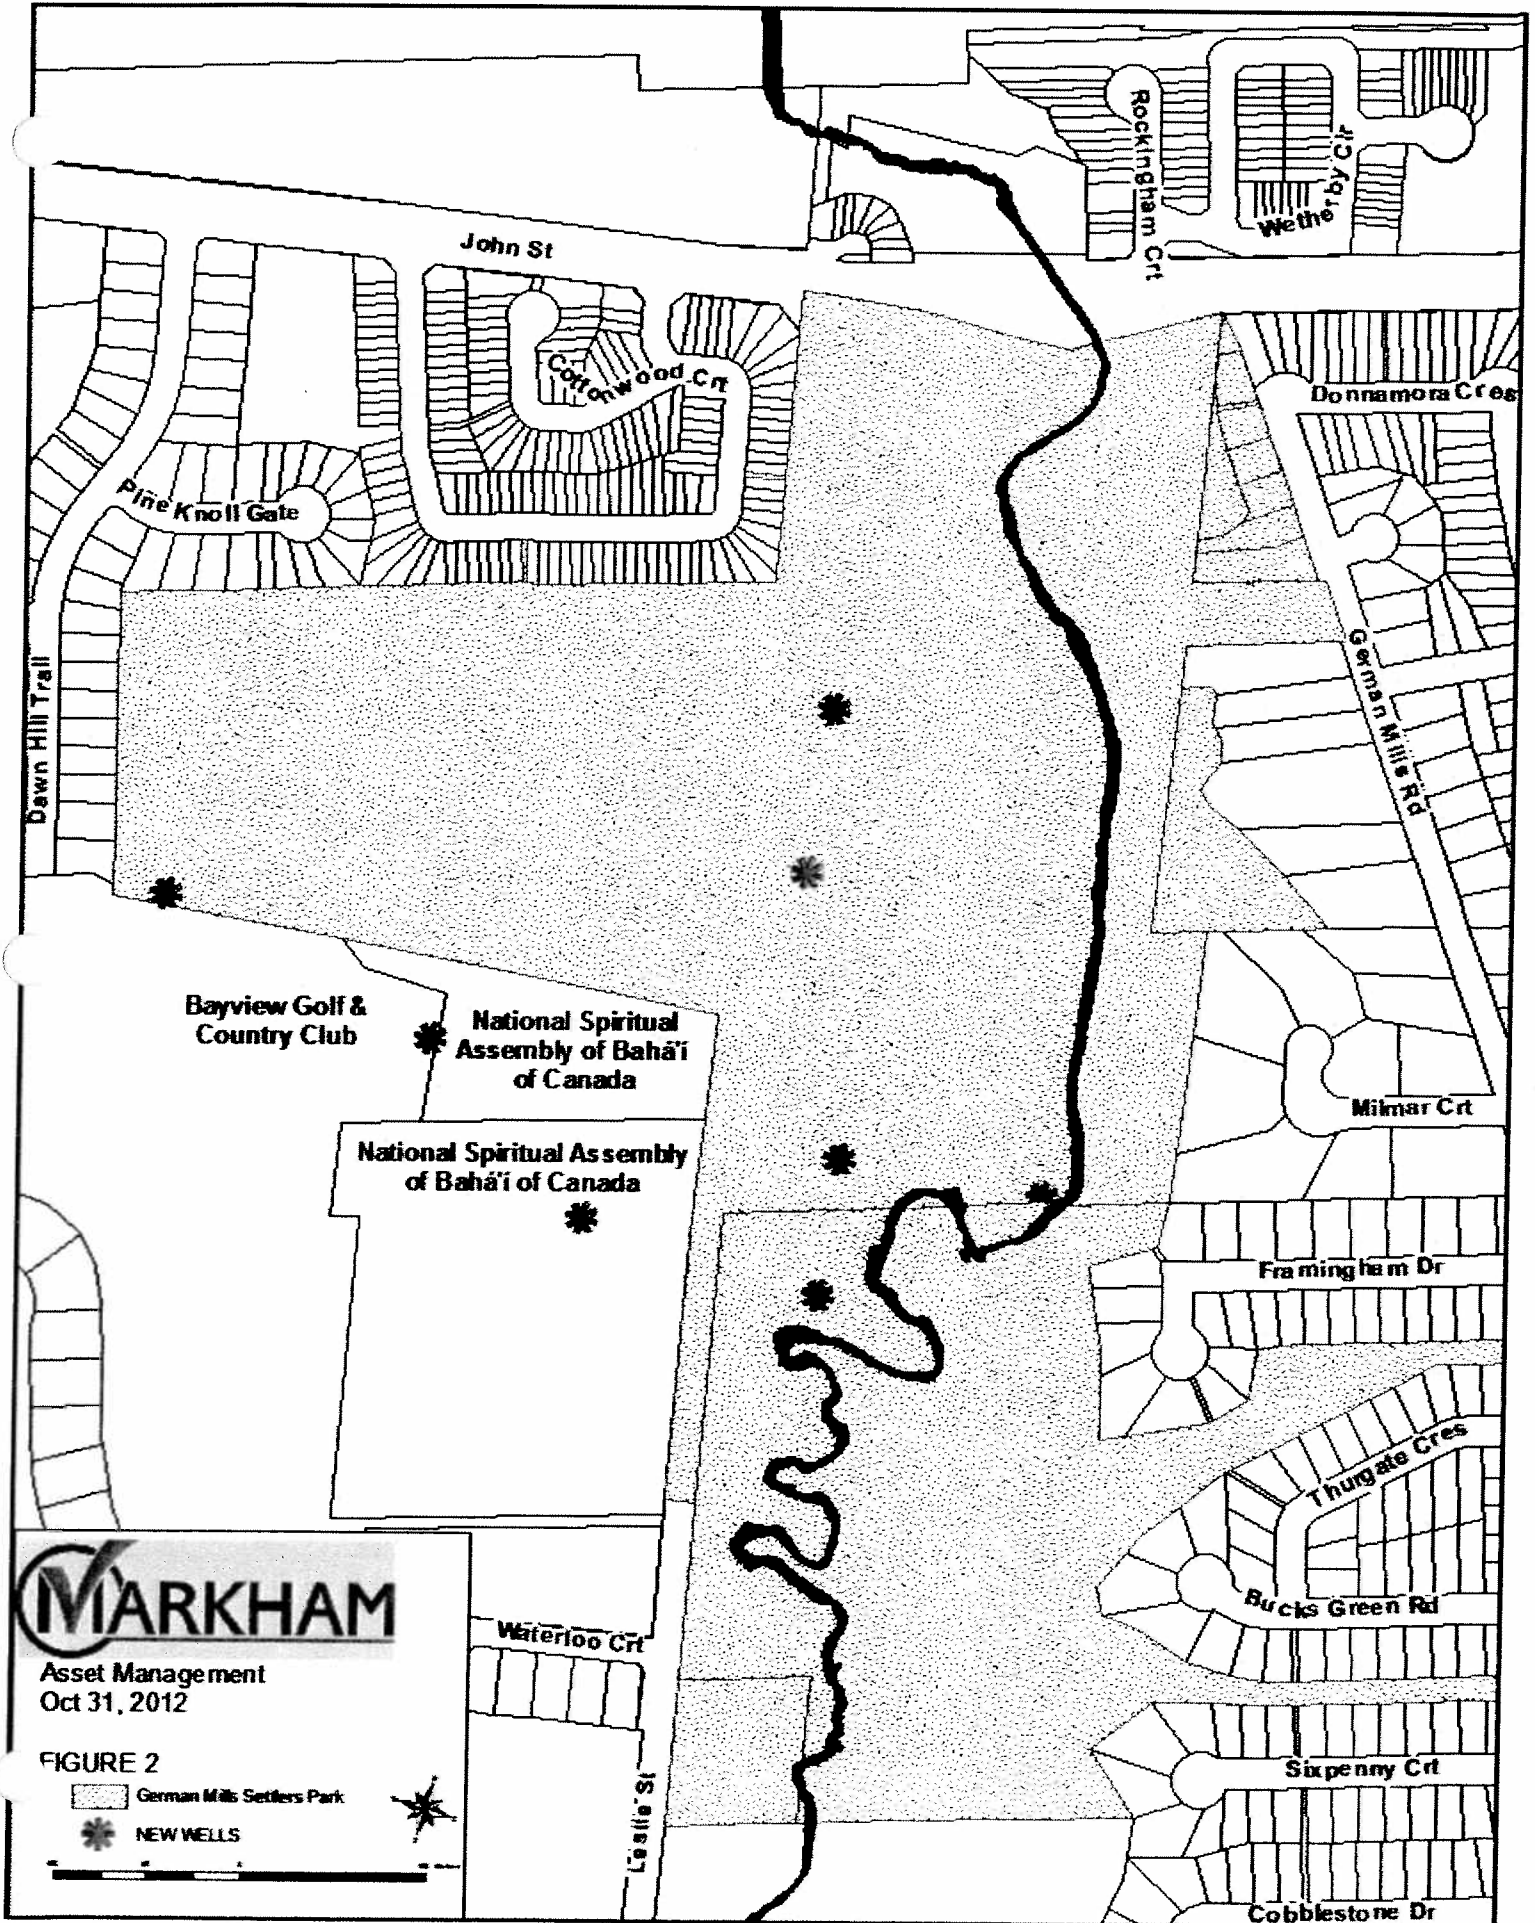 Rockingham Crt
Wetherby Cir
John St
Cottonwood Crt
Donnamora Cres
Pine Knoll Gate
German Mills Rd
Dawn Hill Trail
Bayview Golf &
Country Club
National Spiritual
Assembly of Bahá'í
of Canada
National Spiritual Assembly
of Bahá'í of Canada
Milmar Crt
Framingham Dr
Thurgate Cres
Bucks Green Rd
MARKHAM
Asset Management
Oct 31, 2012
FIGURE 2
German Mills Settlers Park
NEW WELLS
Waterloo Crt
Leslie St
Sixpenny Crt
Cobblestone Dr